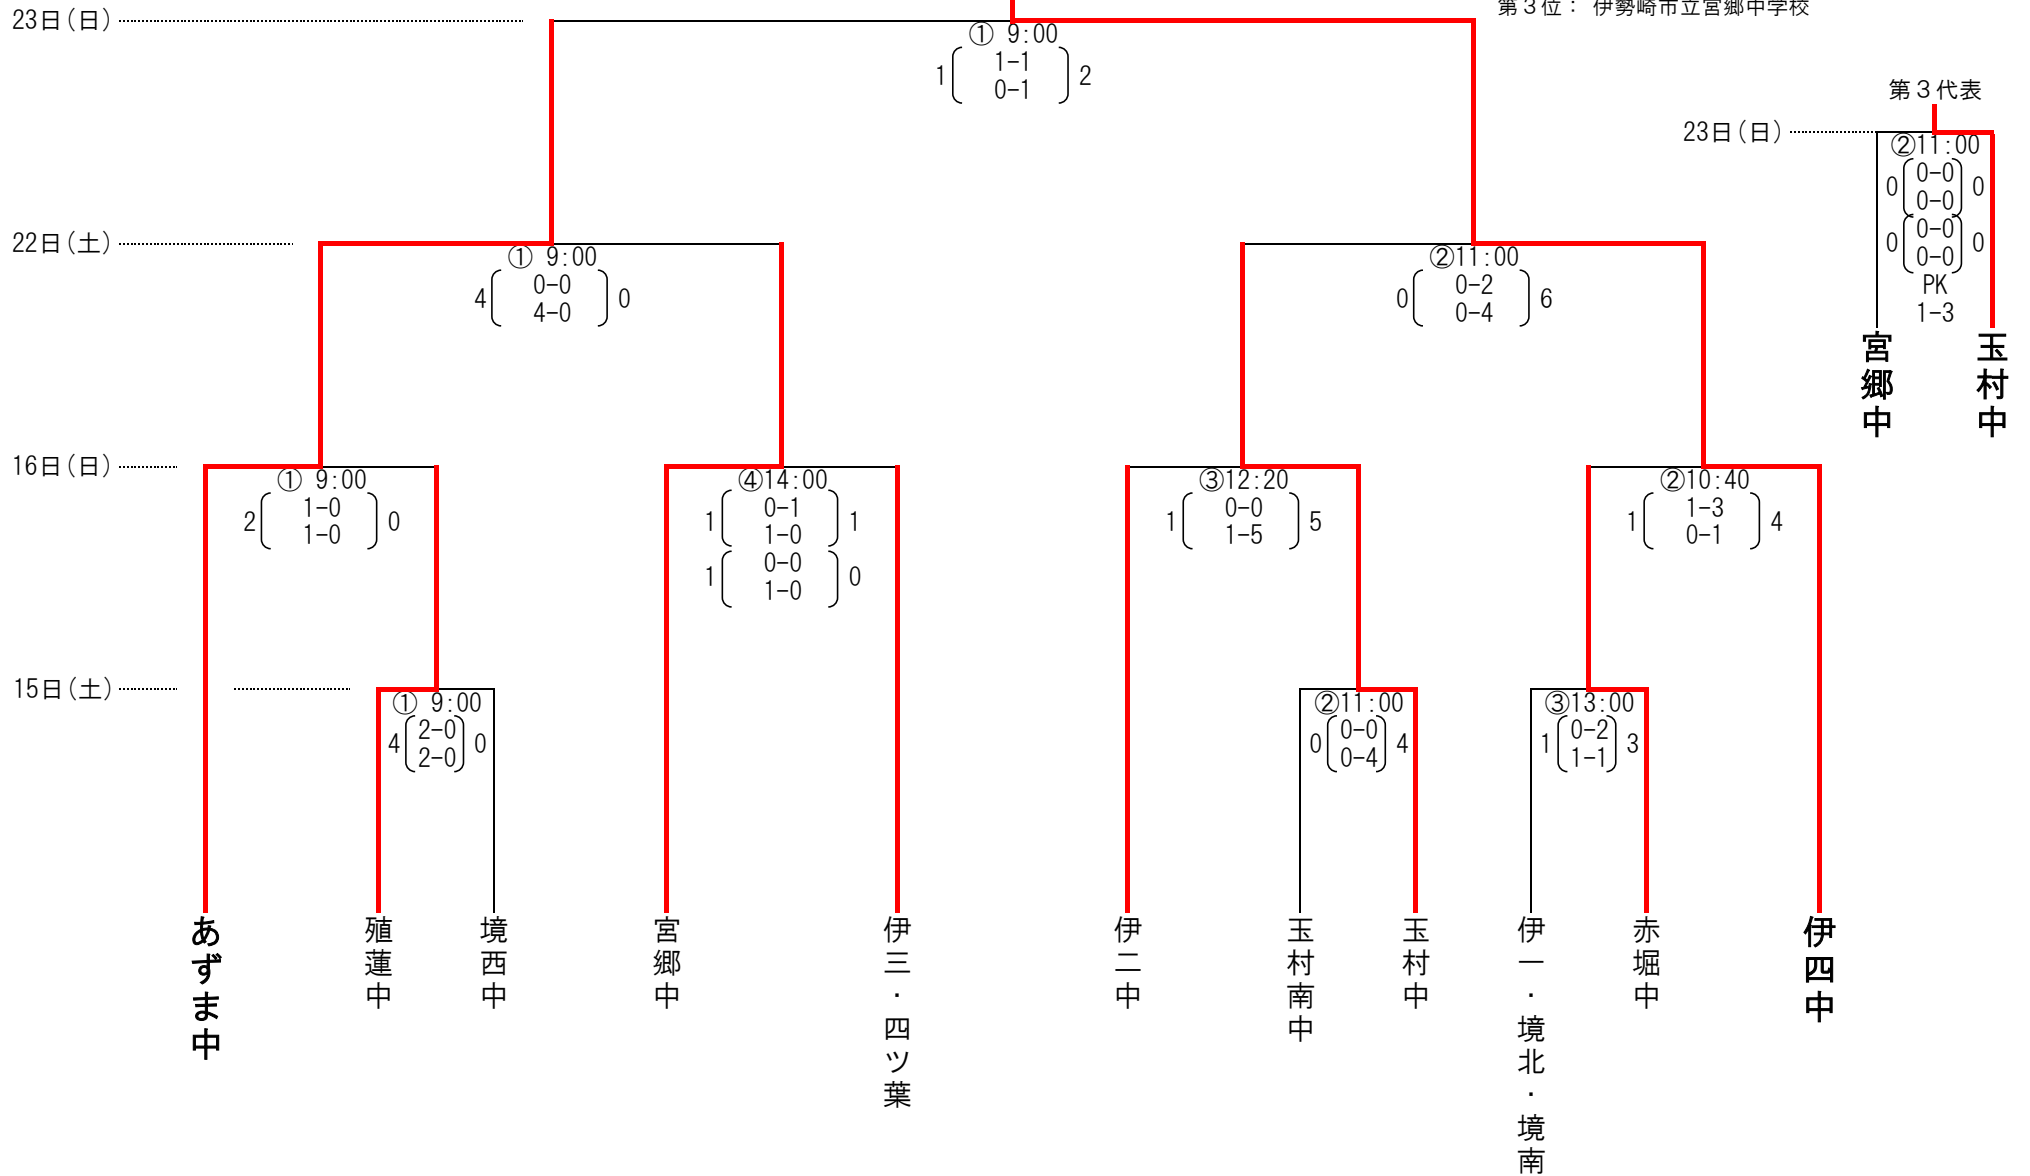 第３位： 伊勢崎市立宮郷中学校
23日(日)
① 9:00
1 1-1 2
0-1
第３代表
23日(日)
②11:00
0 0-0 0
0-0
0 0-0 0
0-0
PK
1-3
宮郷中
玉村中
22日(土)
① 9:00
4 0-0 0
4-0
②11:00
0 0-2 6
0-4
16日(日)
① 9:00
2 1-0 0
1-0
④14:00
1 0-1 1
1-0
1 0-0 0
1-0
③12:20
1 0-0 5
1-5
②10:40
1 1-3 4
0-1
15日(土)
① 9:00
4 2-0 0
2-0
②11:00
0 0-0 4
0-4
③13:00
1 0-2 3
1-1
あずま中
殖蓮中
境西中
宮郷中
伊三・四ツ葉
伊二中
玉村南中
玉村中
伊一・境北・境南
赤堀中
伊四中